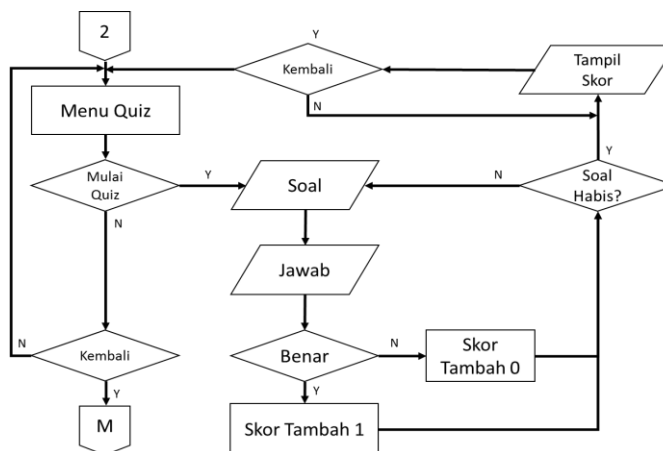 2
Y
Kembali
Tampil
Skor
N
Menu Quiz
Mulai
Quiz
Y
Soal
N
Soal
Habis?
Y
N
Jawab
N
Kembali
Y
Benar
N
Skor
Tambah 0
Y
M
Skor Tambah 1